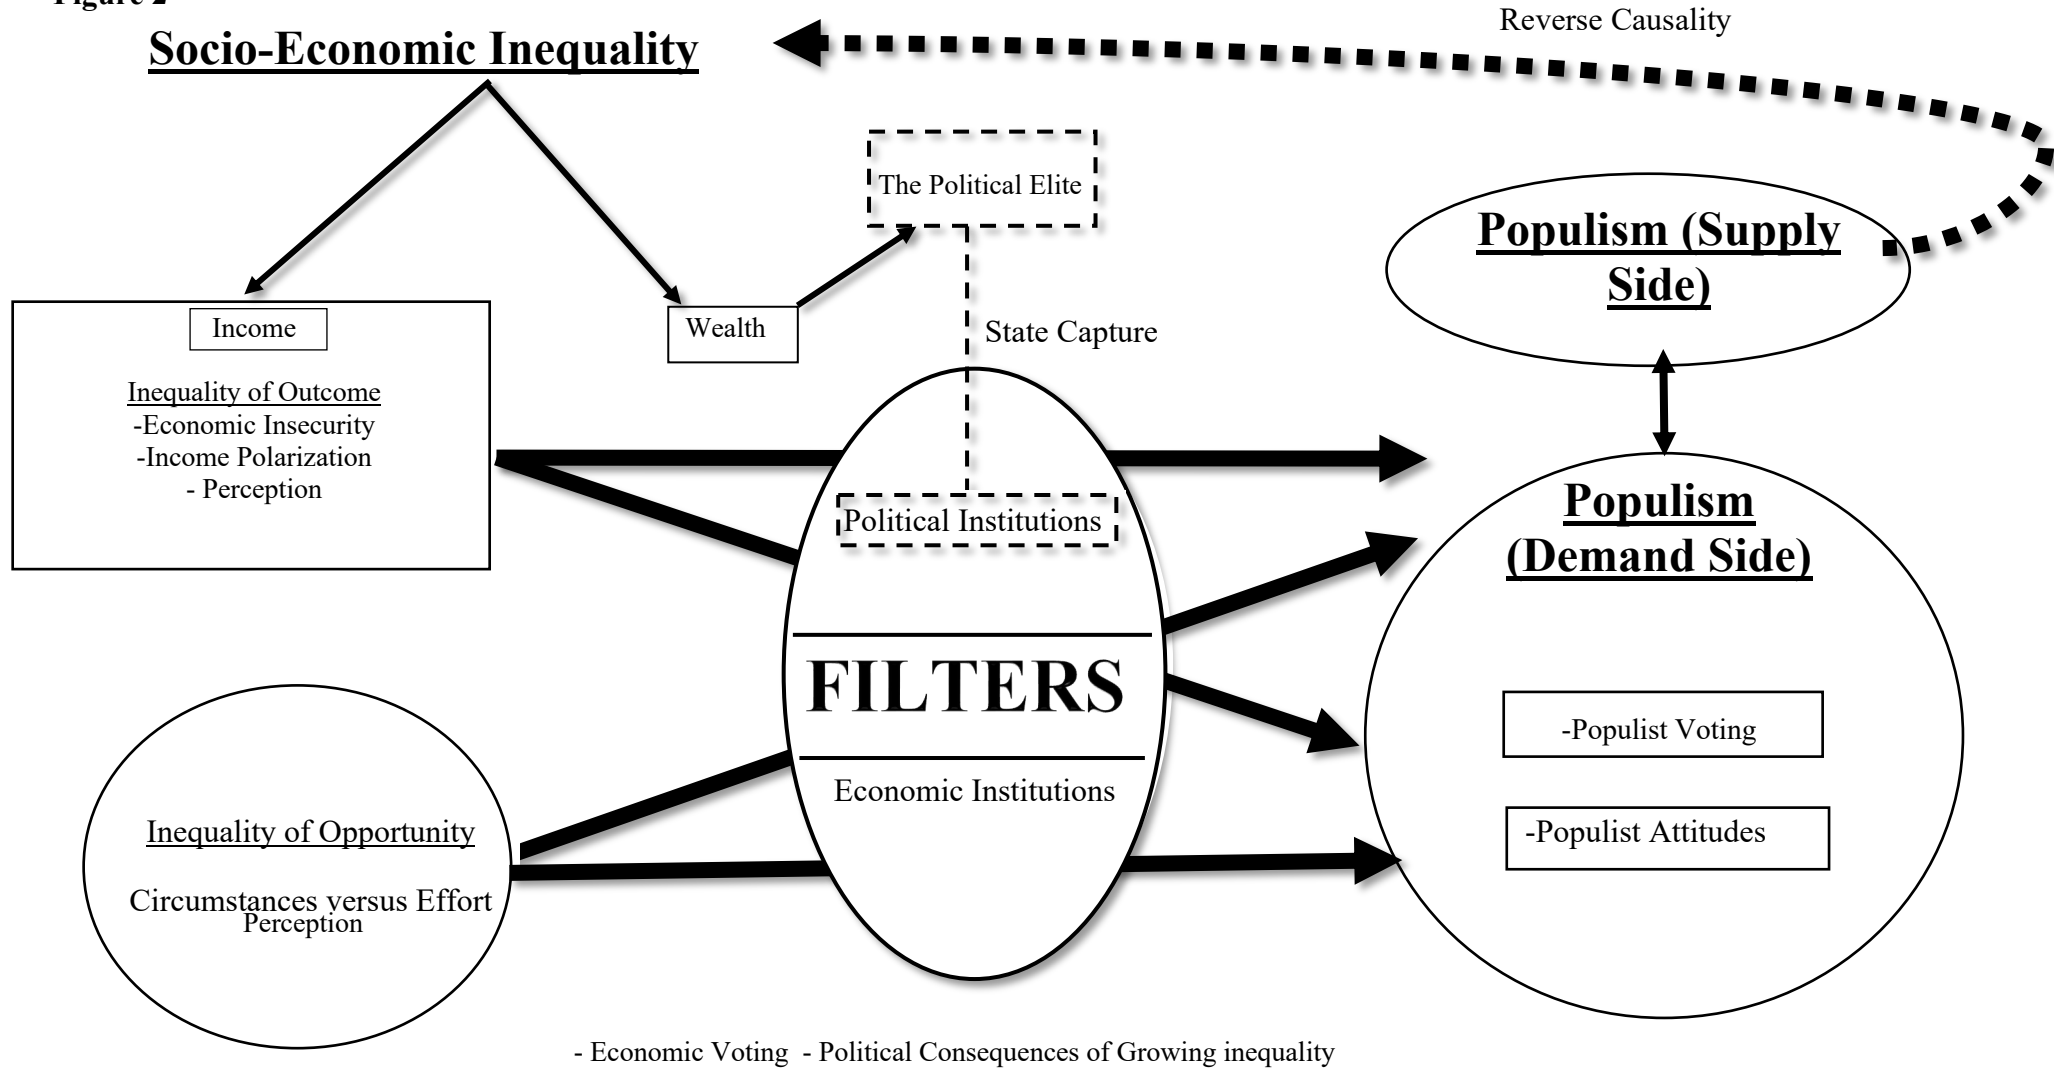 Figure 2
Reverse Causality
Socio-Economic Inequality
The Political Elite
Populism (Supply
Side)
Income
Wealth
State Capture
Inequality of Outcome
-Economic Insecurity
-Income Polarization
- Perception
Political Institutions
Populism
(Demand Side)
FILTERS
-Populist Voting
Economic Institutions
Inequality of Opportunity
-Populist Attitudes
Circumstances versus Effort
Perception
- Economic Voting - Political Consequences of Growing inequality